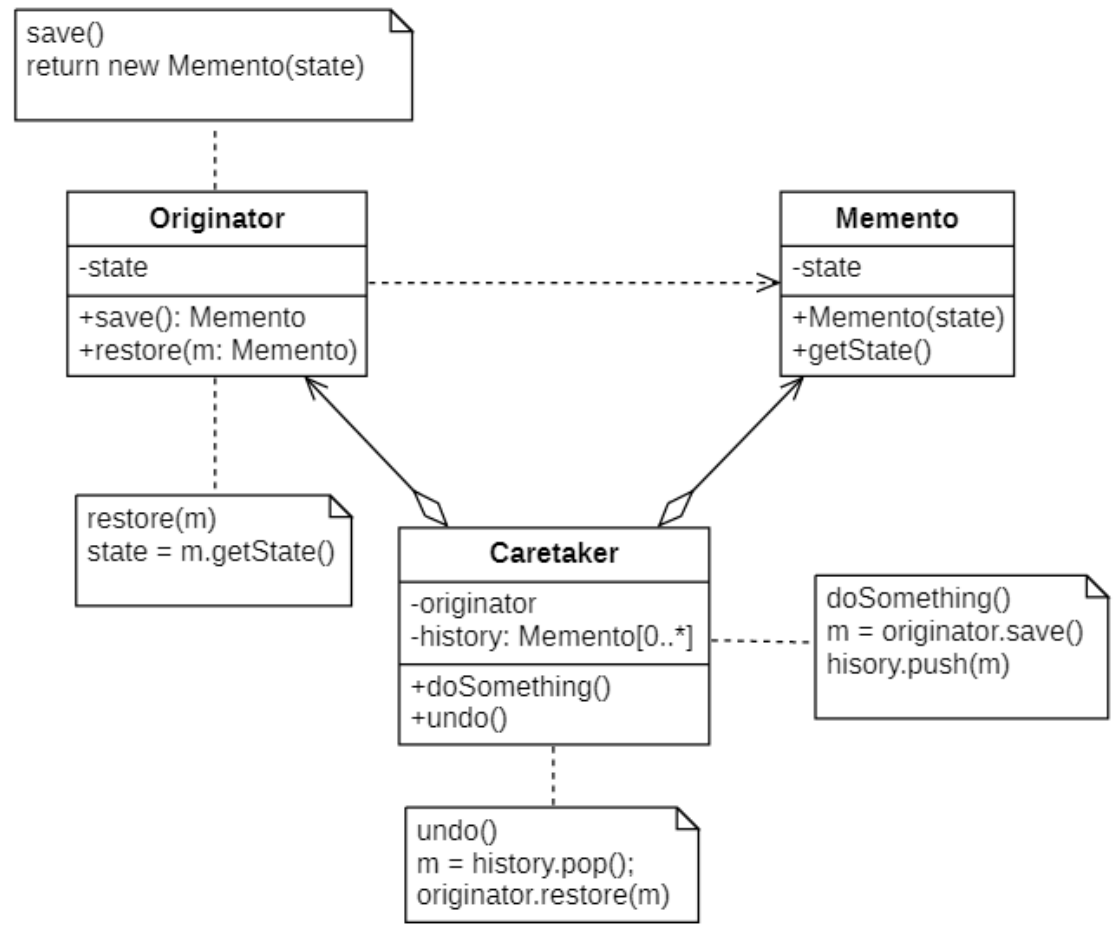 save()
return new Memento(state)
Originator
-state
+save(): Memento
+restore(m: Memento)
Memento
-state
+Memento(state)
+getState()
restore(m)
state = m.getState()
Caretaker
-originator
-history: Memento[0..*]
+doSomething()
+undo()
doSomething()
m = originator.save()
hisory.push(m)
undo()
m = history.pop();
originator.restore(m)